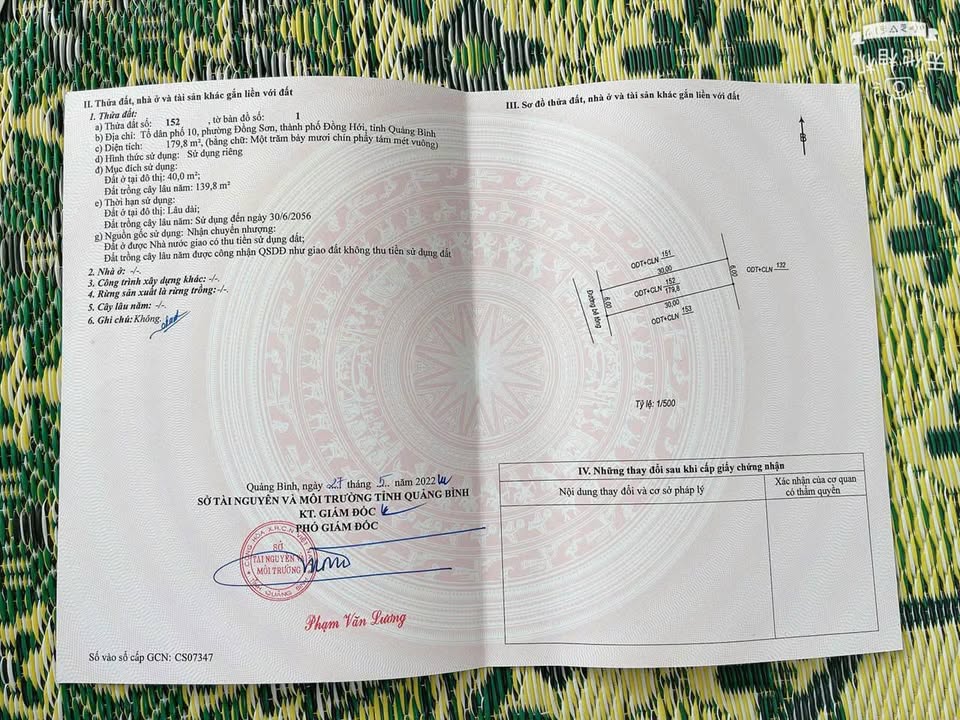 II. Thửa đất, nhà ở và tài sản khác gắn liền với đất
1. Thửa đất:
a) Thửa đất số: 152 , tờ bản đồ số: 1
b) Địa chỉ: Tổ dân phố 10, phường Đồng Sơn, thành phố Đồng Hới, tỉnh Quảng Bình
c) Diện tích: 179,8 m², (bằng chữ: Một trăm bảy mươi chín phẩy tám mét vuông)
d) Hình thức sử dụng: Sử dụng riêng
đ) Mục đích sử dụng:
Đất ở tại đô thị: 40,0 m²;
Đất trồng cây lâu năm: 139,8 m²
e) Thời hạn sử dụng:
Đất ở tại đô thị: Lâu dài;
Đất trồng cây lâu năm: Sử dụng đến ngày 30/6/2056
g) Nguồn gốc sử dụng: Nhận chuyển nhượng:
Đất ở được Nhà nước giao có thu tiền sử dụng đất;
Đất trồng cây lâu năm được công nhận QSDĐ như giao đất không thu tiền sử dụng đất
2. Nhà ở: -/-.
3. Công trình xây dựng khác: -/-.
4. Rừng sản xuất là rừng trồng:-/-.
5. Cây lâu năm: -/-.
6. Ghi chú: Không.
Quảng Bình, ngày 27 tháng 5.. năm 2022
SỞ TÀI NGUYÊN VÀ MÔI TRƯỜNG TỈNH QUẢNG BÌNH
KT. GIÁM ĐỐC
PHÓ GIÁM ĐỐC
SỞ
TÀI NGUYÊN VÀ
MÔI TRƯỜNG
Phạm Văn Lương
Số vào sổ cấp GCN: CS07347
III. Sơ đồ thửa đất, nhà ở và tài sản khác gắn liền với đất
B
ODT+CLN 151
30,00
6,00
ODT+CLN 132
Đường bê tông
6,00
ODT+CLN 152
179,8
30,00
ODT+CLN 153
Tỷ lệ: 1/500
IV. Những thay đổi sau khi cấp giấy chứng nhận
Nội dung thay đổi và cơ sở pháp lý
Xác nhận của cơ quan
có thẩm quyền